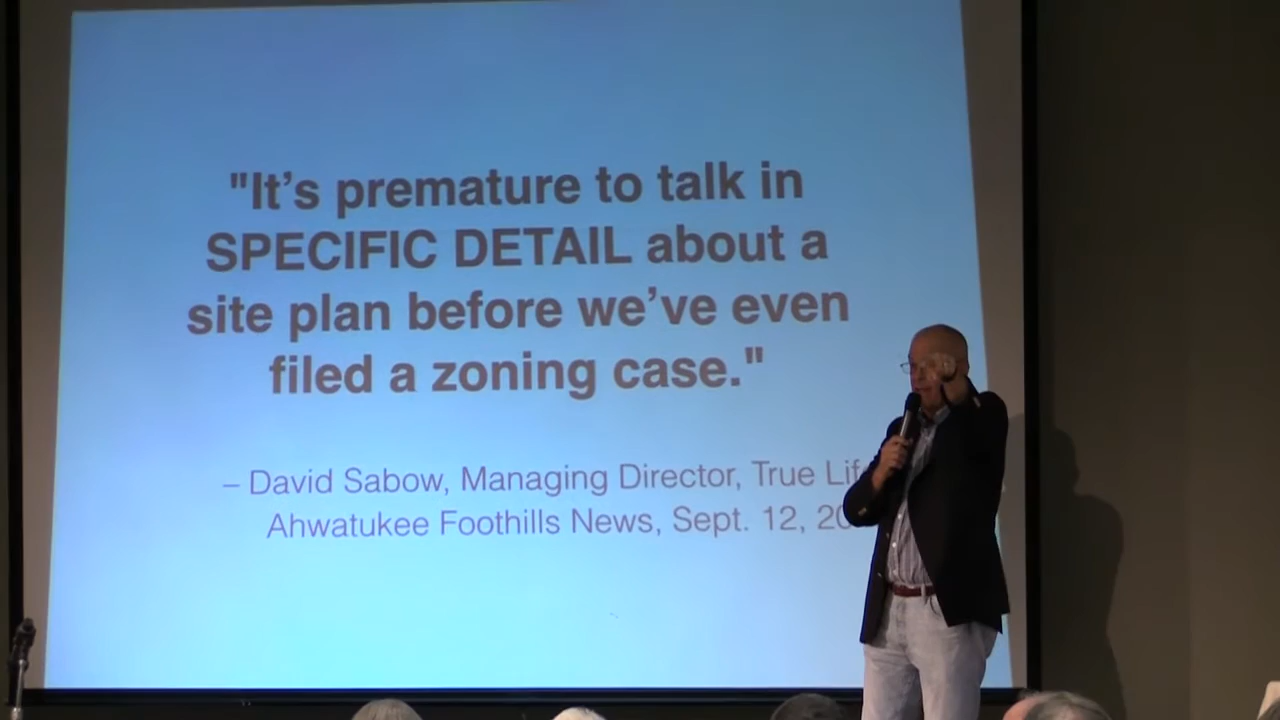 "It’s premature to talk in
SPECIFIC DETAIL about a
site plan before we’ve even
filed a zoning case."
– David Sabow, Managing Director, True
Ahwatukee Foothills News, Sept. 12,